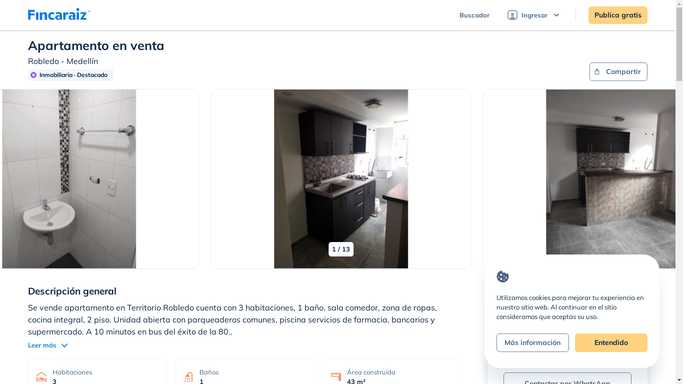 Fincaraiz
Buscador
Ingresar
Publica gratis
Apartamento en venta
Robledo - Medellín
Inmobiliaria · Destacado
Compartir
1 / 13
Descripción general
Se vende apartamento en Territorio Robledo cuenta con 3 habitaciones, 1 baño, sala comedor, zona de ropas,
cocina integral, 2 piso. Unidad abierta con parqueaderos comunes, piscina servicios de farmacia, bancarios y
supermercado. A 10 minutos en bus del éxito de la 80,,
Leer más
Habitaciones
3
Baños
1
Área construida
43 m²
Utilizamos cookies para mejorar tu experiencia en
nuestro sitio web. Al continuar en el sitio
consideramos que aceptas su uso.
Más información
Entendido
Contactar por WhatsApp